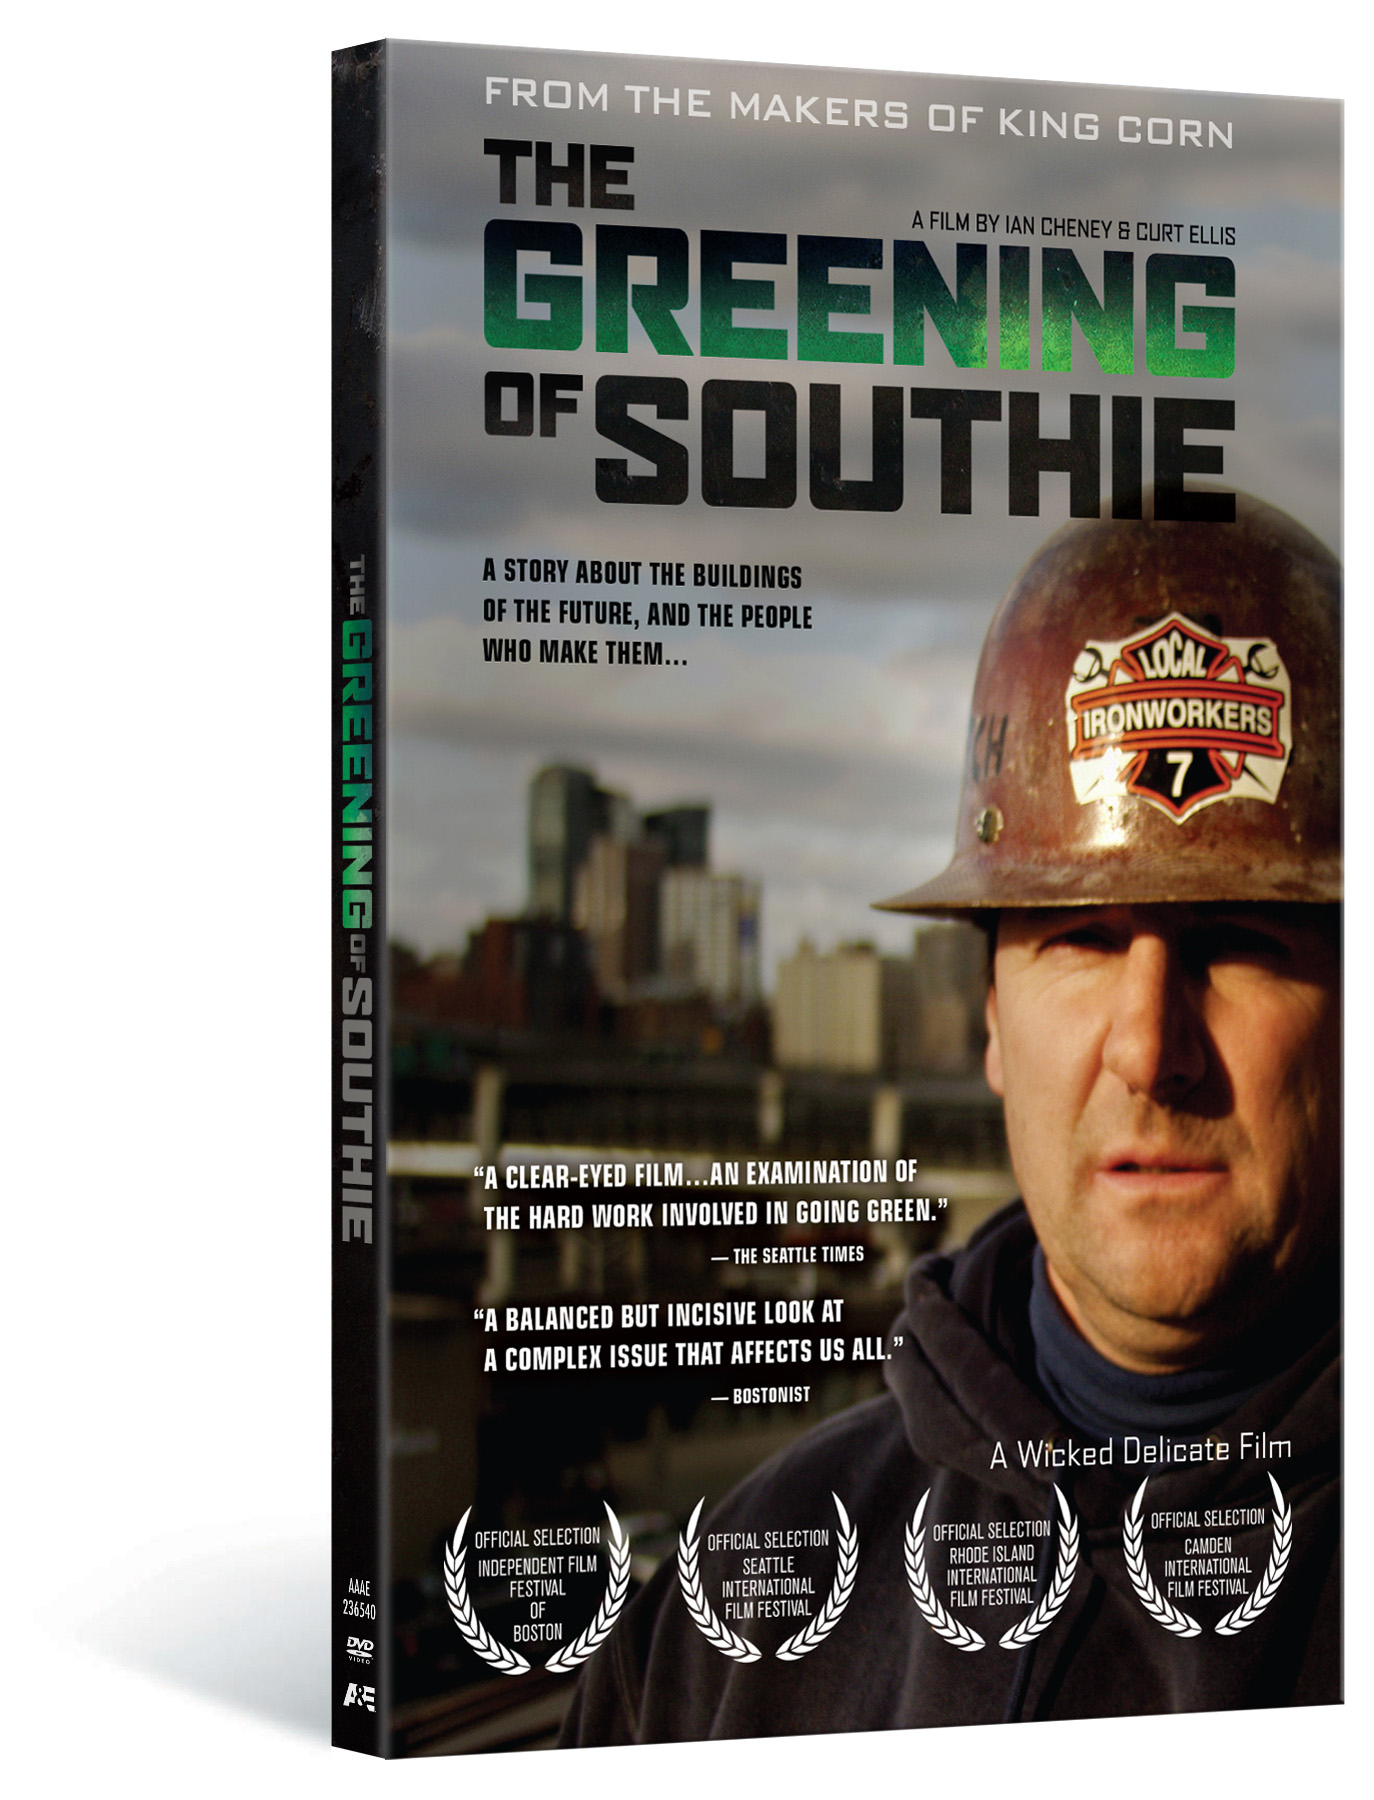 FROM THE MAKERS OF KING CORN
THE
A FILM BY IAN CHENEY & CURT ELLIS
GREENING
OF SOUTHIE
A STORY ABOUT THE BUILDINGS
OF THE FUTURE, AND THE PEOPLE
WHO MAKE THEM...
LOCAL
IRONWORKERS
7
"A CLEAR-EYED FILM...AN EXAMINATION OF
THE HARD WORK INVOLVED IN GOING GREEN."
— THE SEATTLE TIMES
"A BALANCED BUT INCISIVE LOOK AT
A COMPLEX ISSUE THAT AFFECTS US ALL."
— BOSTONIST
A Wicked Delicate Film
OFFICIAL SELECTION
INDEPENDENT FILM
FESTIVAL
OF
BOSTON
OFFICIAL SELECTION
SEATTLE
INTERNATIONAL
FILM FESTIVAL
OFFICIAL SELECTION
RHODE ISLAND
INTERNATIONAL
FILM FESTIVAL
OFFICIAL SELECTION
CAMDEN
INTERNATIONAL
FILM FESTIVAL
THE GREENING OF SOUTHIE
AAAE
236540
DVD
VIDEO
A&E